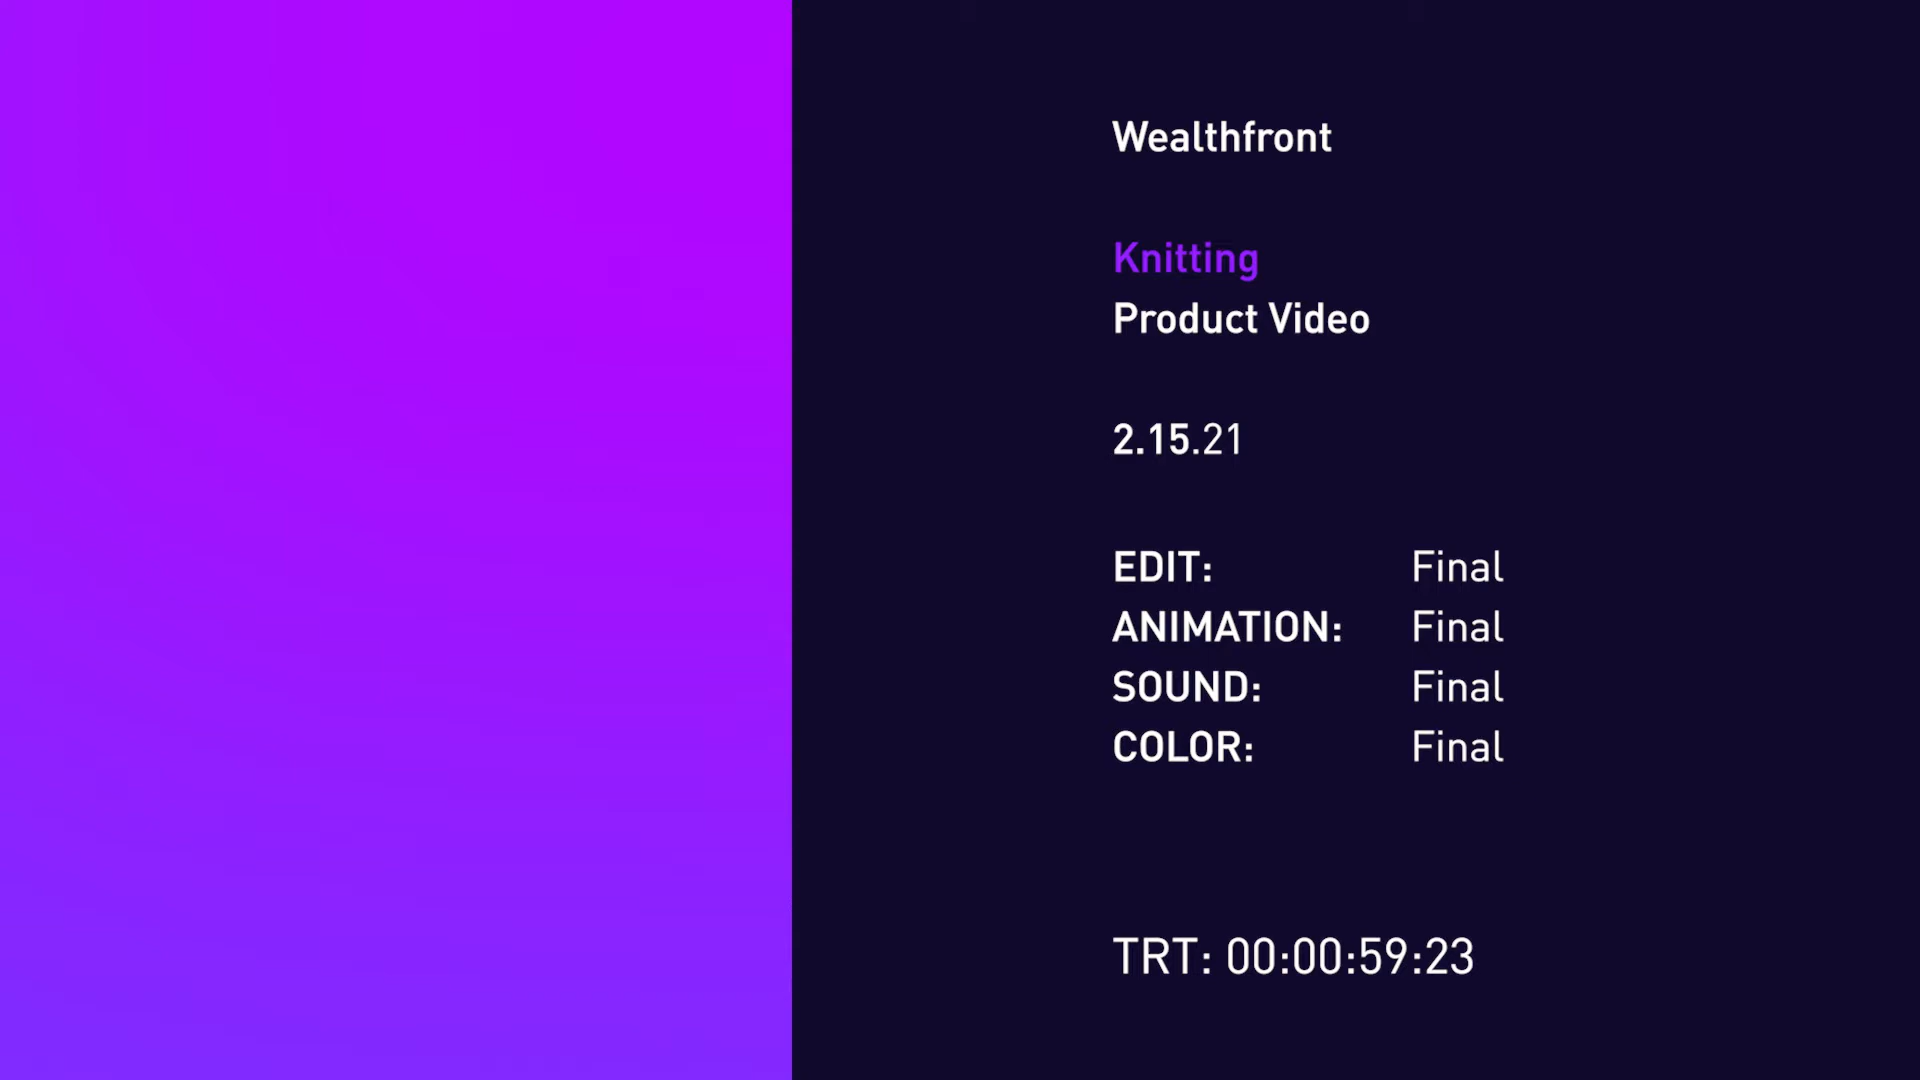 Wealthfront
Knitting
Product Video
2.15.21
EDIT: Final
ANIMATION: Final
SOUND: Final
COLOR: Final
TRT: 00:00:59:23